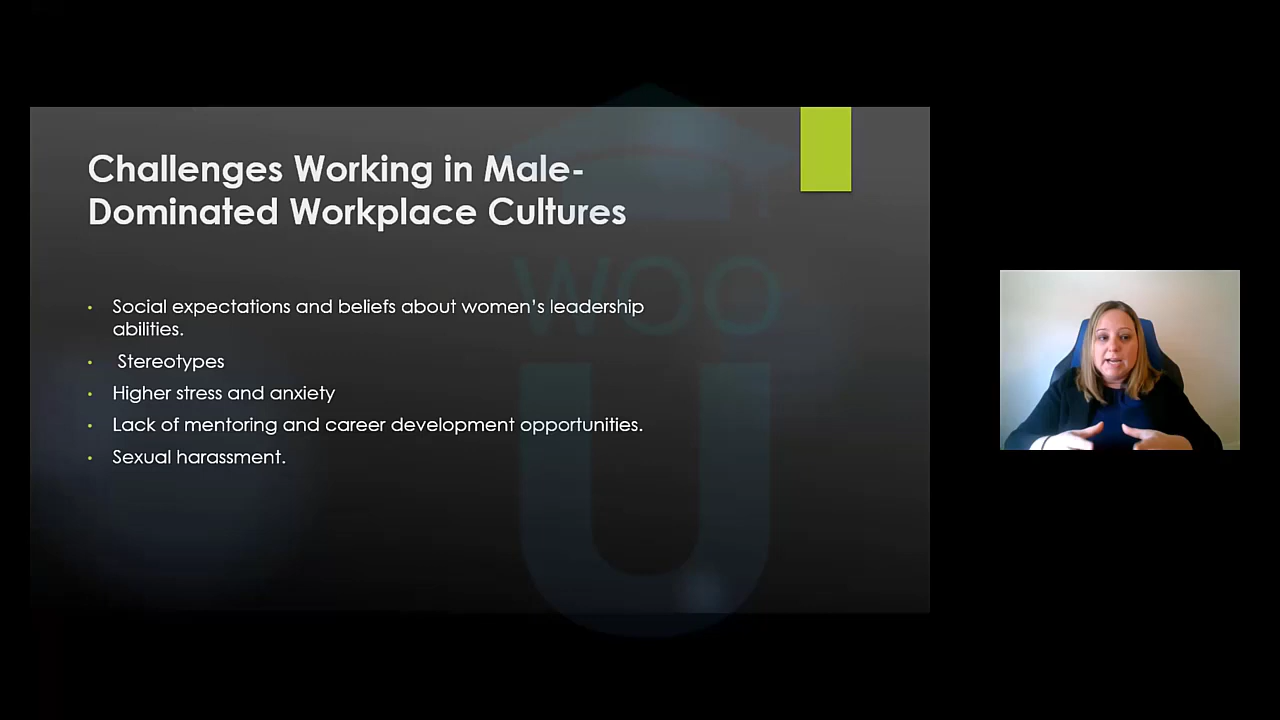 Challenges Working in Male-
Dominated Workplace Cultures
• Social expectations and beliefs about women's leadership
abilities.
• Stereotypes
• Higher stress and anxiety
• Lack of mentoring and career development opportunities.
• Sexual harassment.
WOO
U